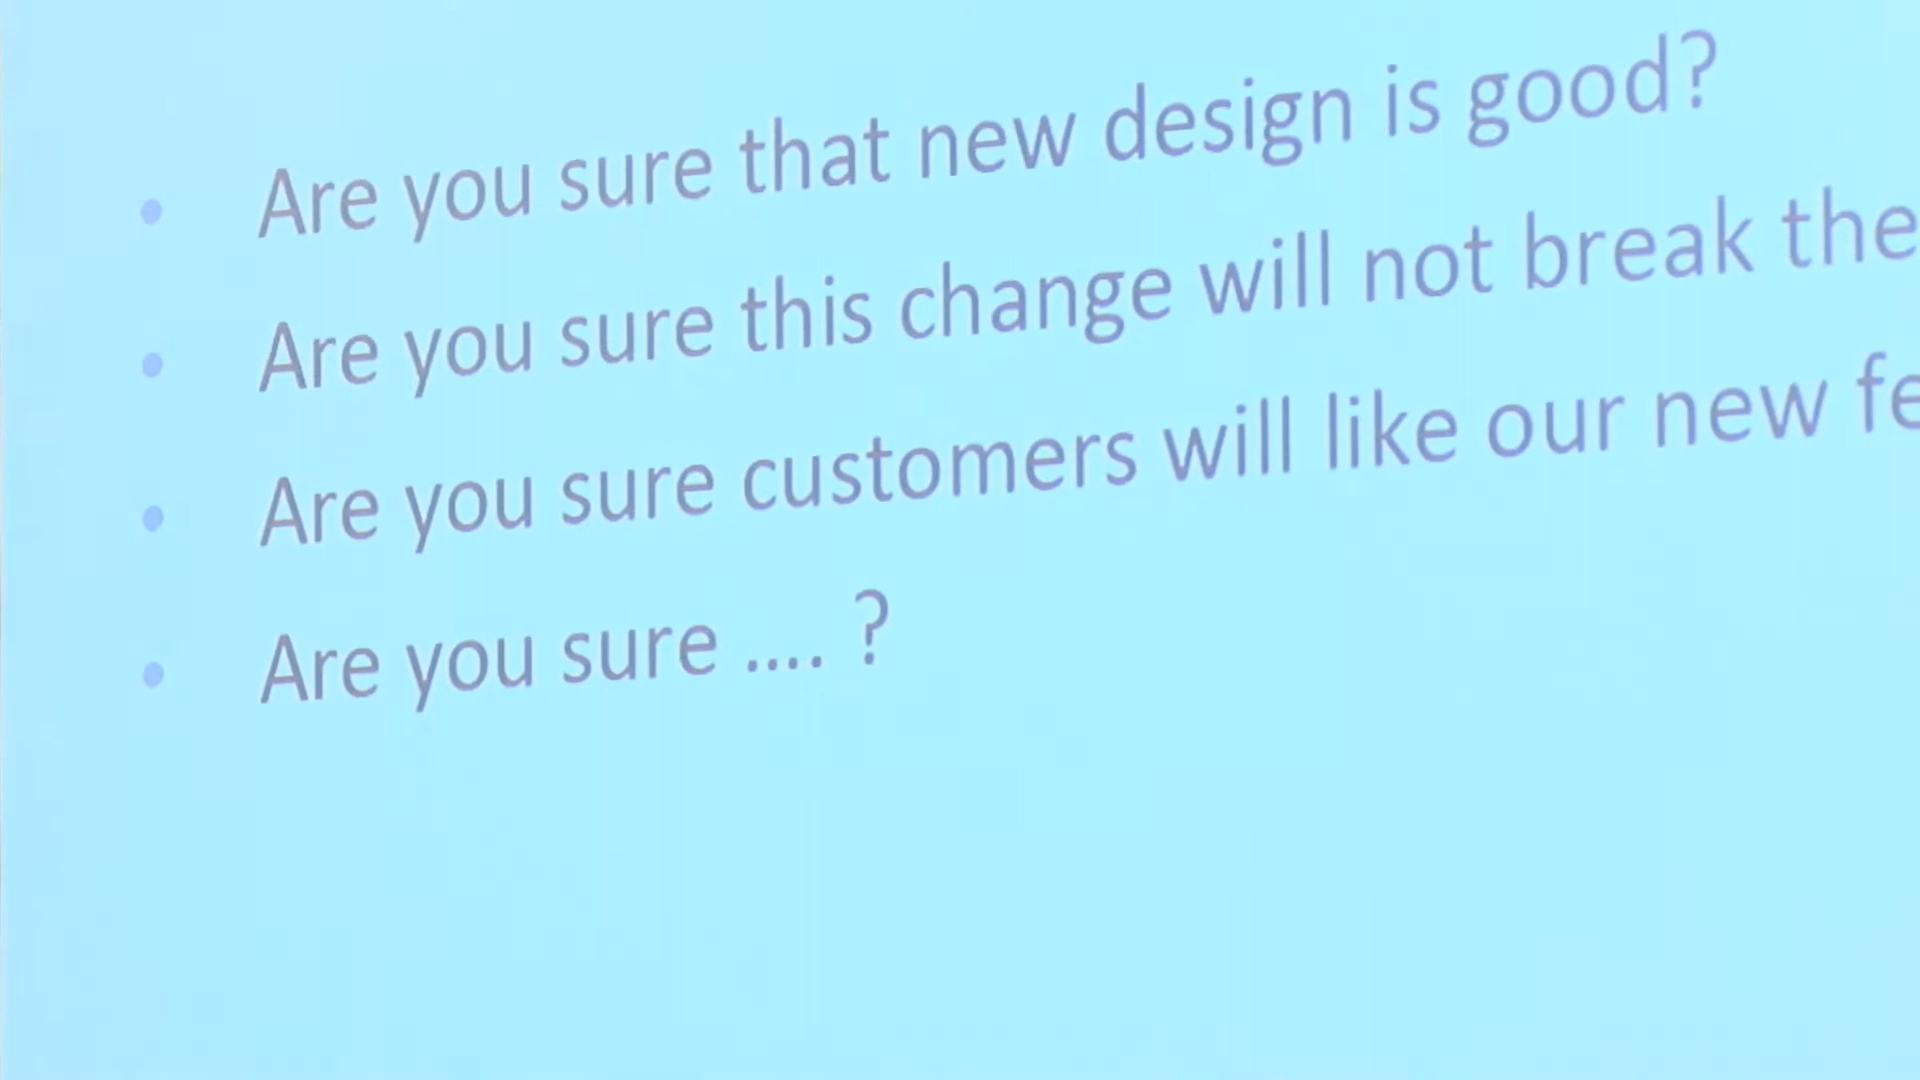 • Are you sure that new design is good?
• Are you sure this change will not break the
• Are you sure customers will like our new
• Are you sure .... ?